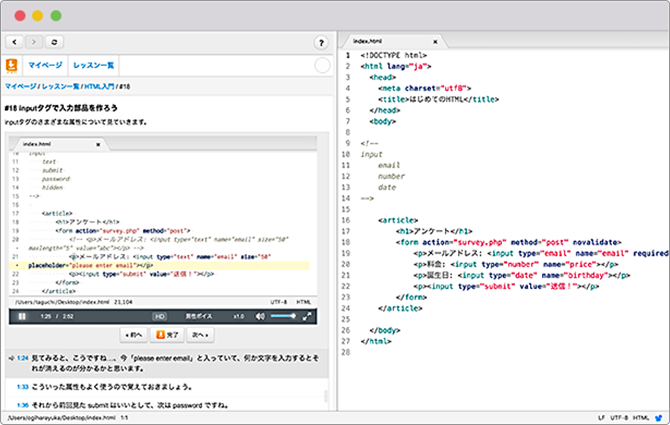 ?
マイページ レッスン一覧
マイページ / レッスン一覧 / HTML入門 / #18
#18 inputタグで入力部品を作ろう
inputタグのさまざまな属性について見ていきます。
index.html ×
10 input
11 text
12 submit
13 password
14 hidden
15 -->
16
17 <article>
18 <h1>アンケート</h1>
19 <form action="survey.php" method="post">
20 <!-- <p>メールアドレス: <input type="text" name="email" size="50"
• maxlength="5" value="abc"></p> -->
21 <p>メールアドレス: <input type="text" name="email" size="50"
• placeholder="please enter email"></p>
22 <p><input type="submit" value="送信！"></p>
23 </form>
24 </article>
/Users/taguchi/Desktop/index.html 21,104 UTF-8 HTML
1:25 / 2:52 HD 男性ボイス x1.0
« 前へ 完了 次へ »
1:24 見てみると、こうですね…、今「please enter email」と入っていて、何か文字を入力するとそ
れが消えるのが分かるかと思います。
1:33 こういった属性もよく使うので覚えておきましょう。
1:36 それから前回見た submit はいいとして、次は password ですね。
/Users/ogiharayuka/Desktop/index.html 1:1
index.html ×
1 <!DOCTYPE html>
2 <html lang="ja">
3 <head>
4 <meta charset="utf8">
5 <title>はじめてのHTML</title>
6 </head>
7 <body>
8
9 <!--
10 input
11 email
12 number
13 date
14 -->
15
16 <article>
17 <h1>アンケート</h1>
18 <form action="survey.php" method="post" novalidate>
19 <p>メールアドレス: <input type="email" name="email" required
20 <p>料金: <input type="number" name="price"></p>
21 <p>誕生日: <input type="date" name="birthday"></p>
22 <p><input type="submit" value="送信！"></p>
23 </form>
24 </article>
25
26 </body>
27 </html>
28
LF UTF-8 HTML